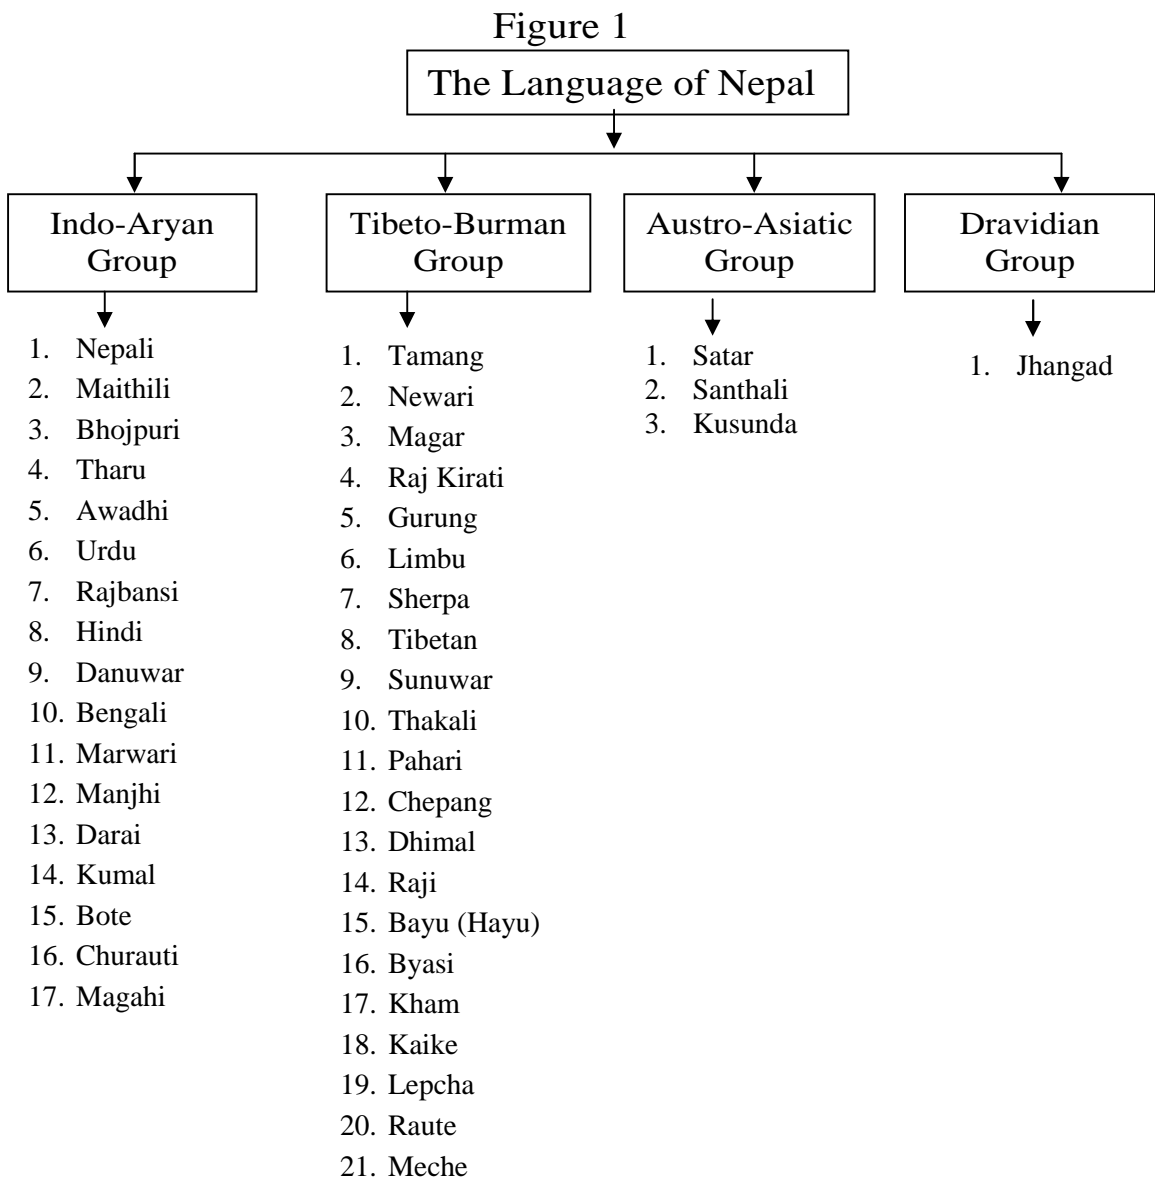 Figure 1
The Language of Nepal
Indo-Aryan
Group
1. Nepali
2. Maithili
3. Bhojpuri
4. Tharu
5. Awadhi
6. Urdu
7. Rajbansi
8. Hindi
9. Danuwar
10. Bengali
11. Marwari
12. Manjhi
13. Darai
14. Kumal
15. Bote
16. Churauti
17. Magahi
Tibeto-Burman
Group
1. Tamang
2. Newari
3. Magar
4. Raj Kirati
5. Gurung
6. Limbu
7. Sherpa
8. Tibetan
9. Sunuwar
10. Thakali
11. Pahari
12. Chepang
13. Dhimal
14. Raji
15. Bayu (Hayu)
16. Byasi
17. Kham
18. Kaike
19. Lepcha
20. Raute
21. Meche
Austro-Asiatic
Group
1. Satar
2. Santhali
3. Kusunda
Dravidian
Group
1. Jhangad